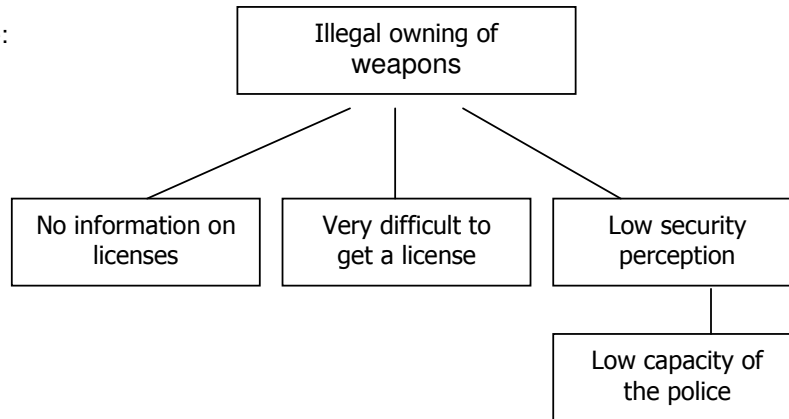 :
Illegal owning of
weapons
No information on
licenses
Very difficult to
get a license
Low security
perception
Low capacity of
the police